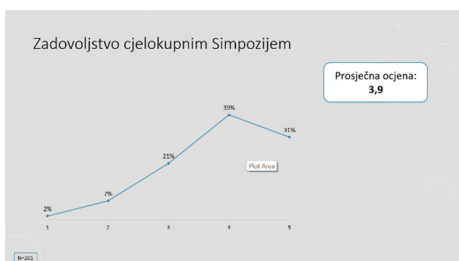 Zadovoljstvo cjelokupnim Simpozijem
Prosječna ocjena:
3,9
39%
31%
21%
Plot Area
7%
2%
1 2 3 4 5
N=265